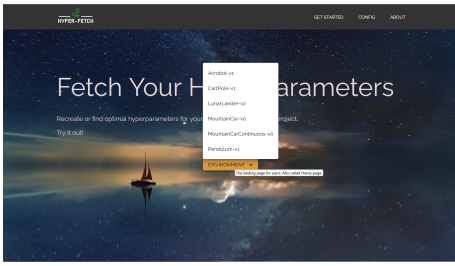 HYPER-FETCH
GET STARTED CONFIG ABOUT
Fetch Your H arameters
Recreate or find optimal hyperparameters for your project.
Try it out!
Acrobot-v1
CartPole-v1
LunarLander-v2
MountainCar-v0
MountainCarContinuous-v0
Pendulum-v1
ENVIRONMENT
The landing page for users. Also called Home-page.